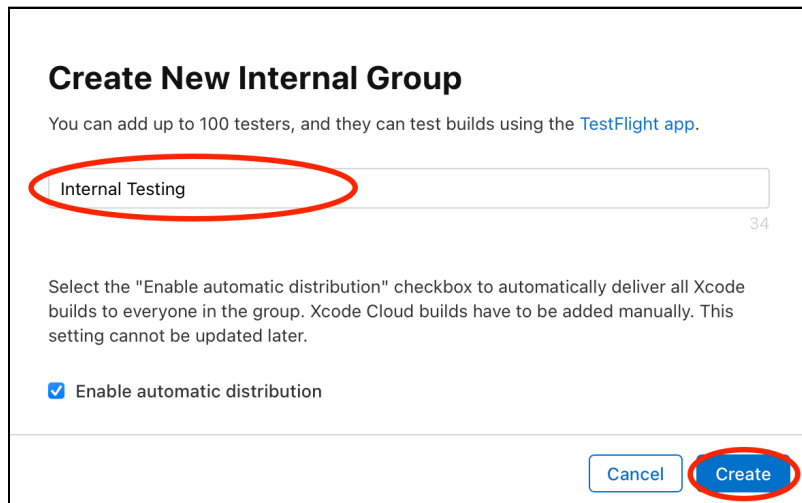 Create New Internal Group
You can add up to 100 testers, and they can test builds using the TestFlight app.
Internal Testing
34
Select the "Enable automatic distribution" checkbox to automatically deliver all Xcode
builds to everyone in the group. Xcode Cloud builds have to be added manually. This
setting cannot be updated later.
Enable automatic distribution
Cancel Create